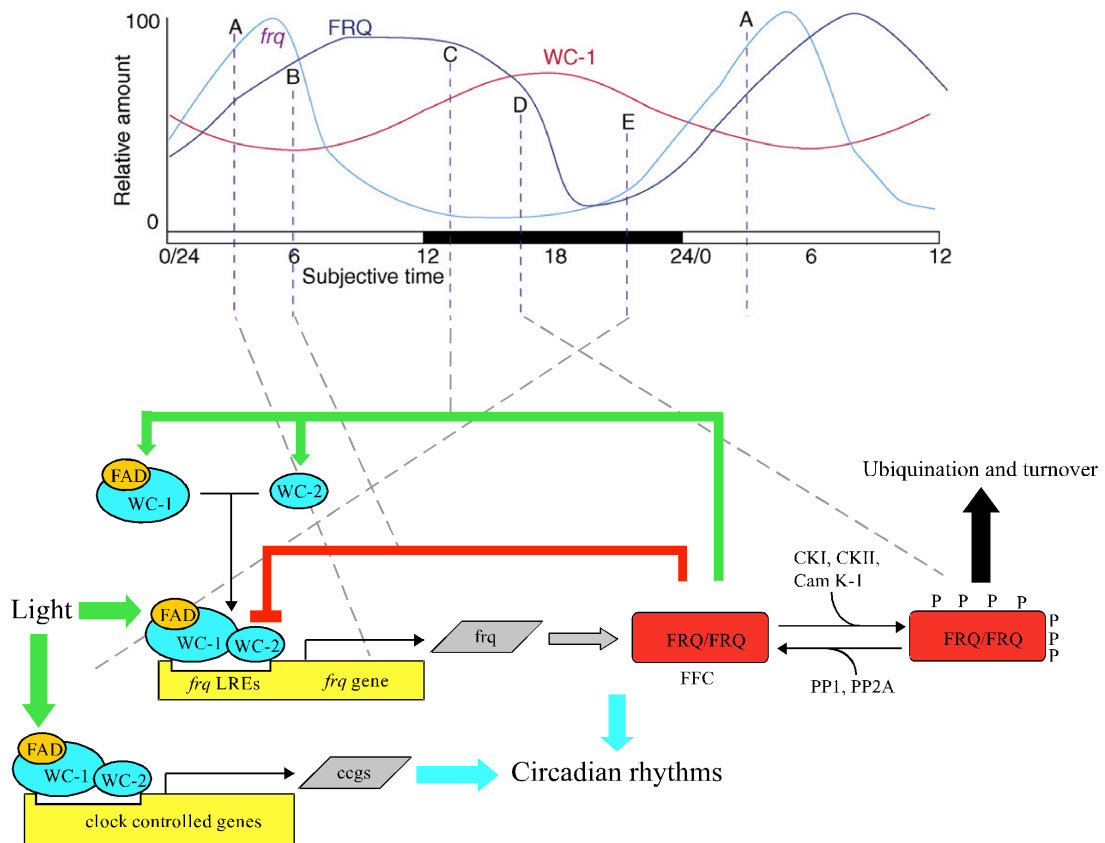 100
A
frq
FRQ
B
C
D
WC-1
E
A
Relative amount
0
0/24
6
12
18
24/0
6
12
Subjective time
FAD
WC-1
WC-2
Ubiquination and turnover
CKI, CKII,
Cam K-1
Light
FAD
WC-1
WC-2
frq
FRQ/FRQ
FFC
P P P P
FRQ/FRQ
P
P
P
PP1, PP2A
frq LREs
frq gene
FAD
WC-1
WC-2
ccgs
Circadian rhythms
clock controlled genes